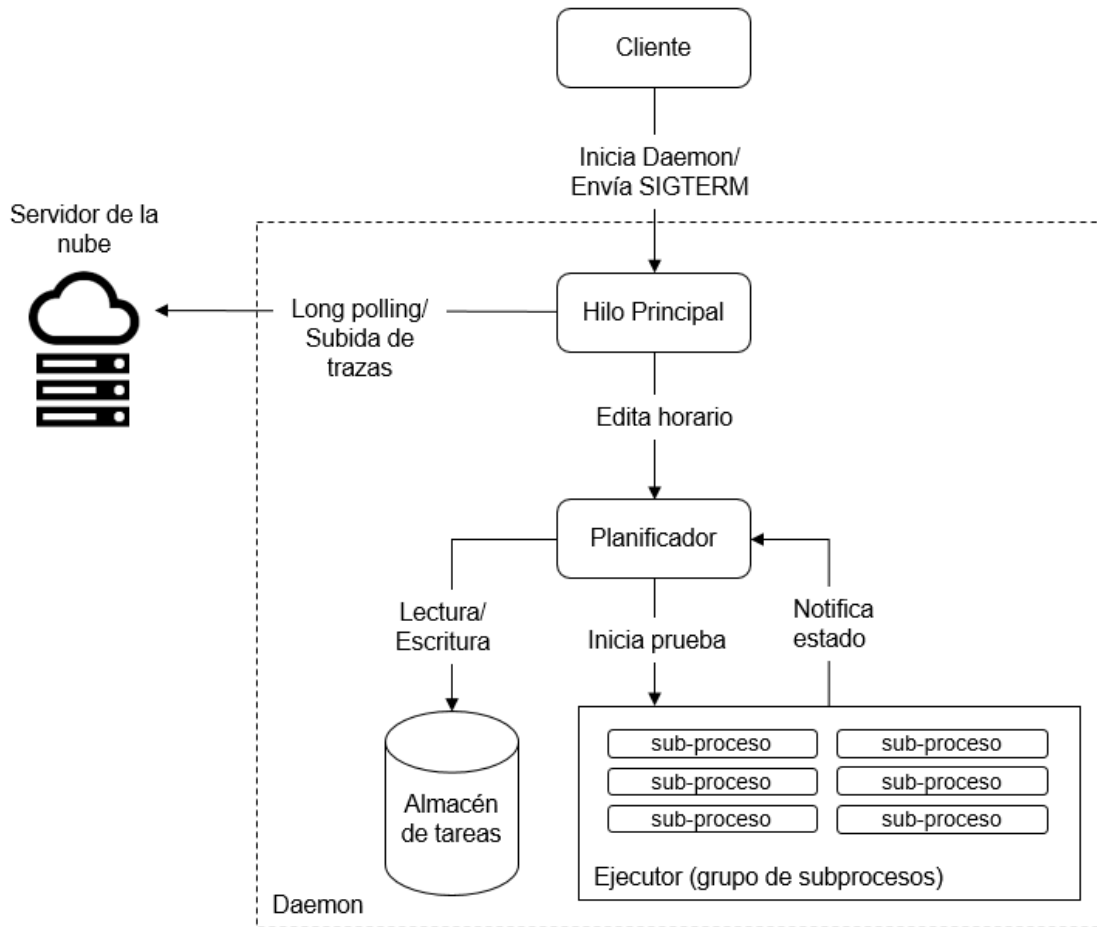 Cliente
Inicia Daemon/
Envía SIGTERM
Servidor de la
nube
Long polling/
Subida de
trazas
Hilo Principal
Edita horario
Planificador
Lectura/
Escritura
Inicia prueba
Notifica
estado
Almacén
de tareas
sub-proceso
sub-proceso
sub-proceso
sub-proceso
sub-proceso
sub-proceso
Ejecutor (grupo de subprocesos)
Daemon